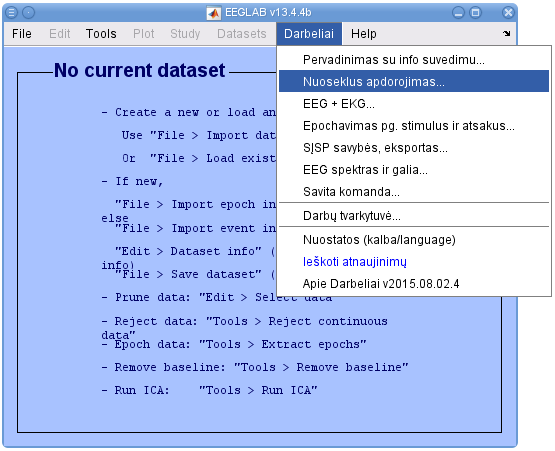 EEGLAB v13.4.4b
File Edit Tools Plot Study Datasets Darbeliai Help
No current dataset
- Create a new or load an
Use "File > Import dat
Or "File > Load exist
- If new,
"File > Import epoch in
else
"File > Import event in
"Edit > Dataset info" (
info)
"File > Save dataset" (
- Prune data: "Edit > Select data"
- Reject data: "Tools > Reject continuous
data"
- Epoch data: "Tools > Extract epochs"
- Remove baseline: "Tools > Remove baseline"
- Run ICA: "Tools > Run ICA"
Pervadinimas su info suvedimu...
Nuoseklus apdorojimas...
EEG + EKG...
Epochavimas pg. stimulus ir atsakus...
SĮSP savybės, eksportas...
EEG spektras ir galia...
Savita komanda...
Darbų tvarkytuvė...
Nuostatos (kalba/language)
Ieškoti atnaujinimų
Apie Darbeliai v2015.08.02.4